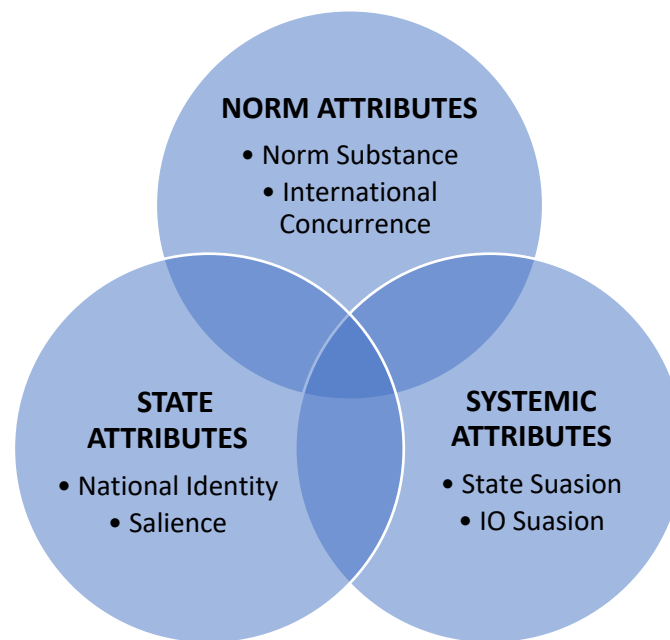 NORM ATTRIBUTES
• Norm Substance
• International
Concurrence
STATE
ATTRIBUTES
• National Identity
• Salience
SYSTEMIC
ATTRIBUTES
• State Suasion
• IO Suasion